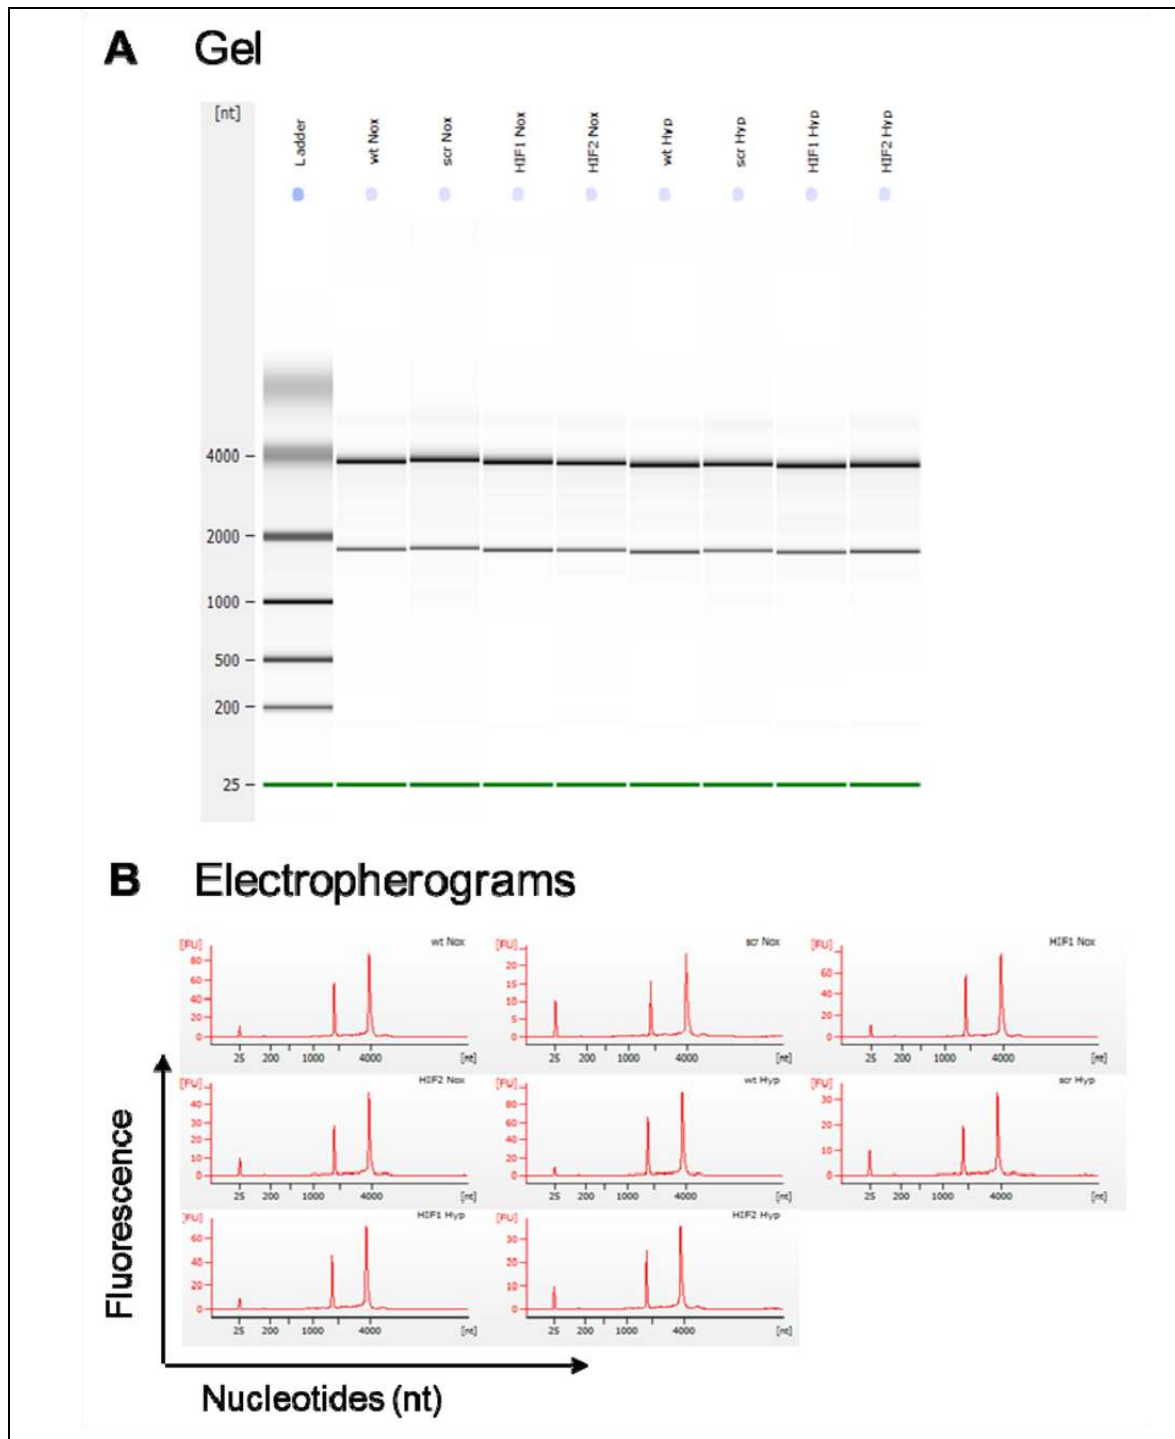 A Gel
[nt]
Ladder
wt Nox
scr Nox
HIF1 Nox
HIF2 Nox
wt Hyp
scr Hyp
HIF1 Hyp
HIF2 Hyp
4000
2000
1000
500
200
25
B Electropherograms
[FU] wt Nox
80
60
40
20
0
25 200 1000 4000 [nt]
[FU] scr Nox
20
15
10
5
0
25 200 1000 4000 [nt]
[FU] HIF1 Nox
60
40
20
0
25 200 1000 4000 [nt]
[FU] HIF2 Nox
40
30
20
10
0
25 200 1000 4000 [nt]
[FU] wt Hyp
80
60
40
20
0
25 200 1000 4000 [nt]
[FU] scr Hyp
30
20
10
0
25 200 1000 4000 [nt]
[FU] HIF1 Hyp
60
40
20
0
25 200 1000 4000 [nt]
[FU] HIF2 Hyp
30
20
10
0
25 200 1000 4000 [nt]
Fluorescence
Nucleotides (nt)